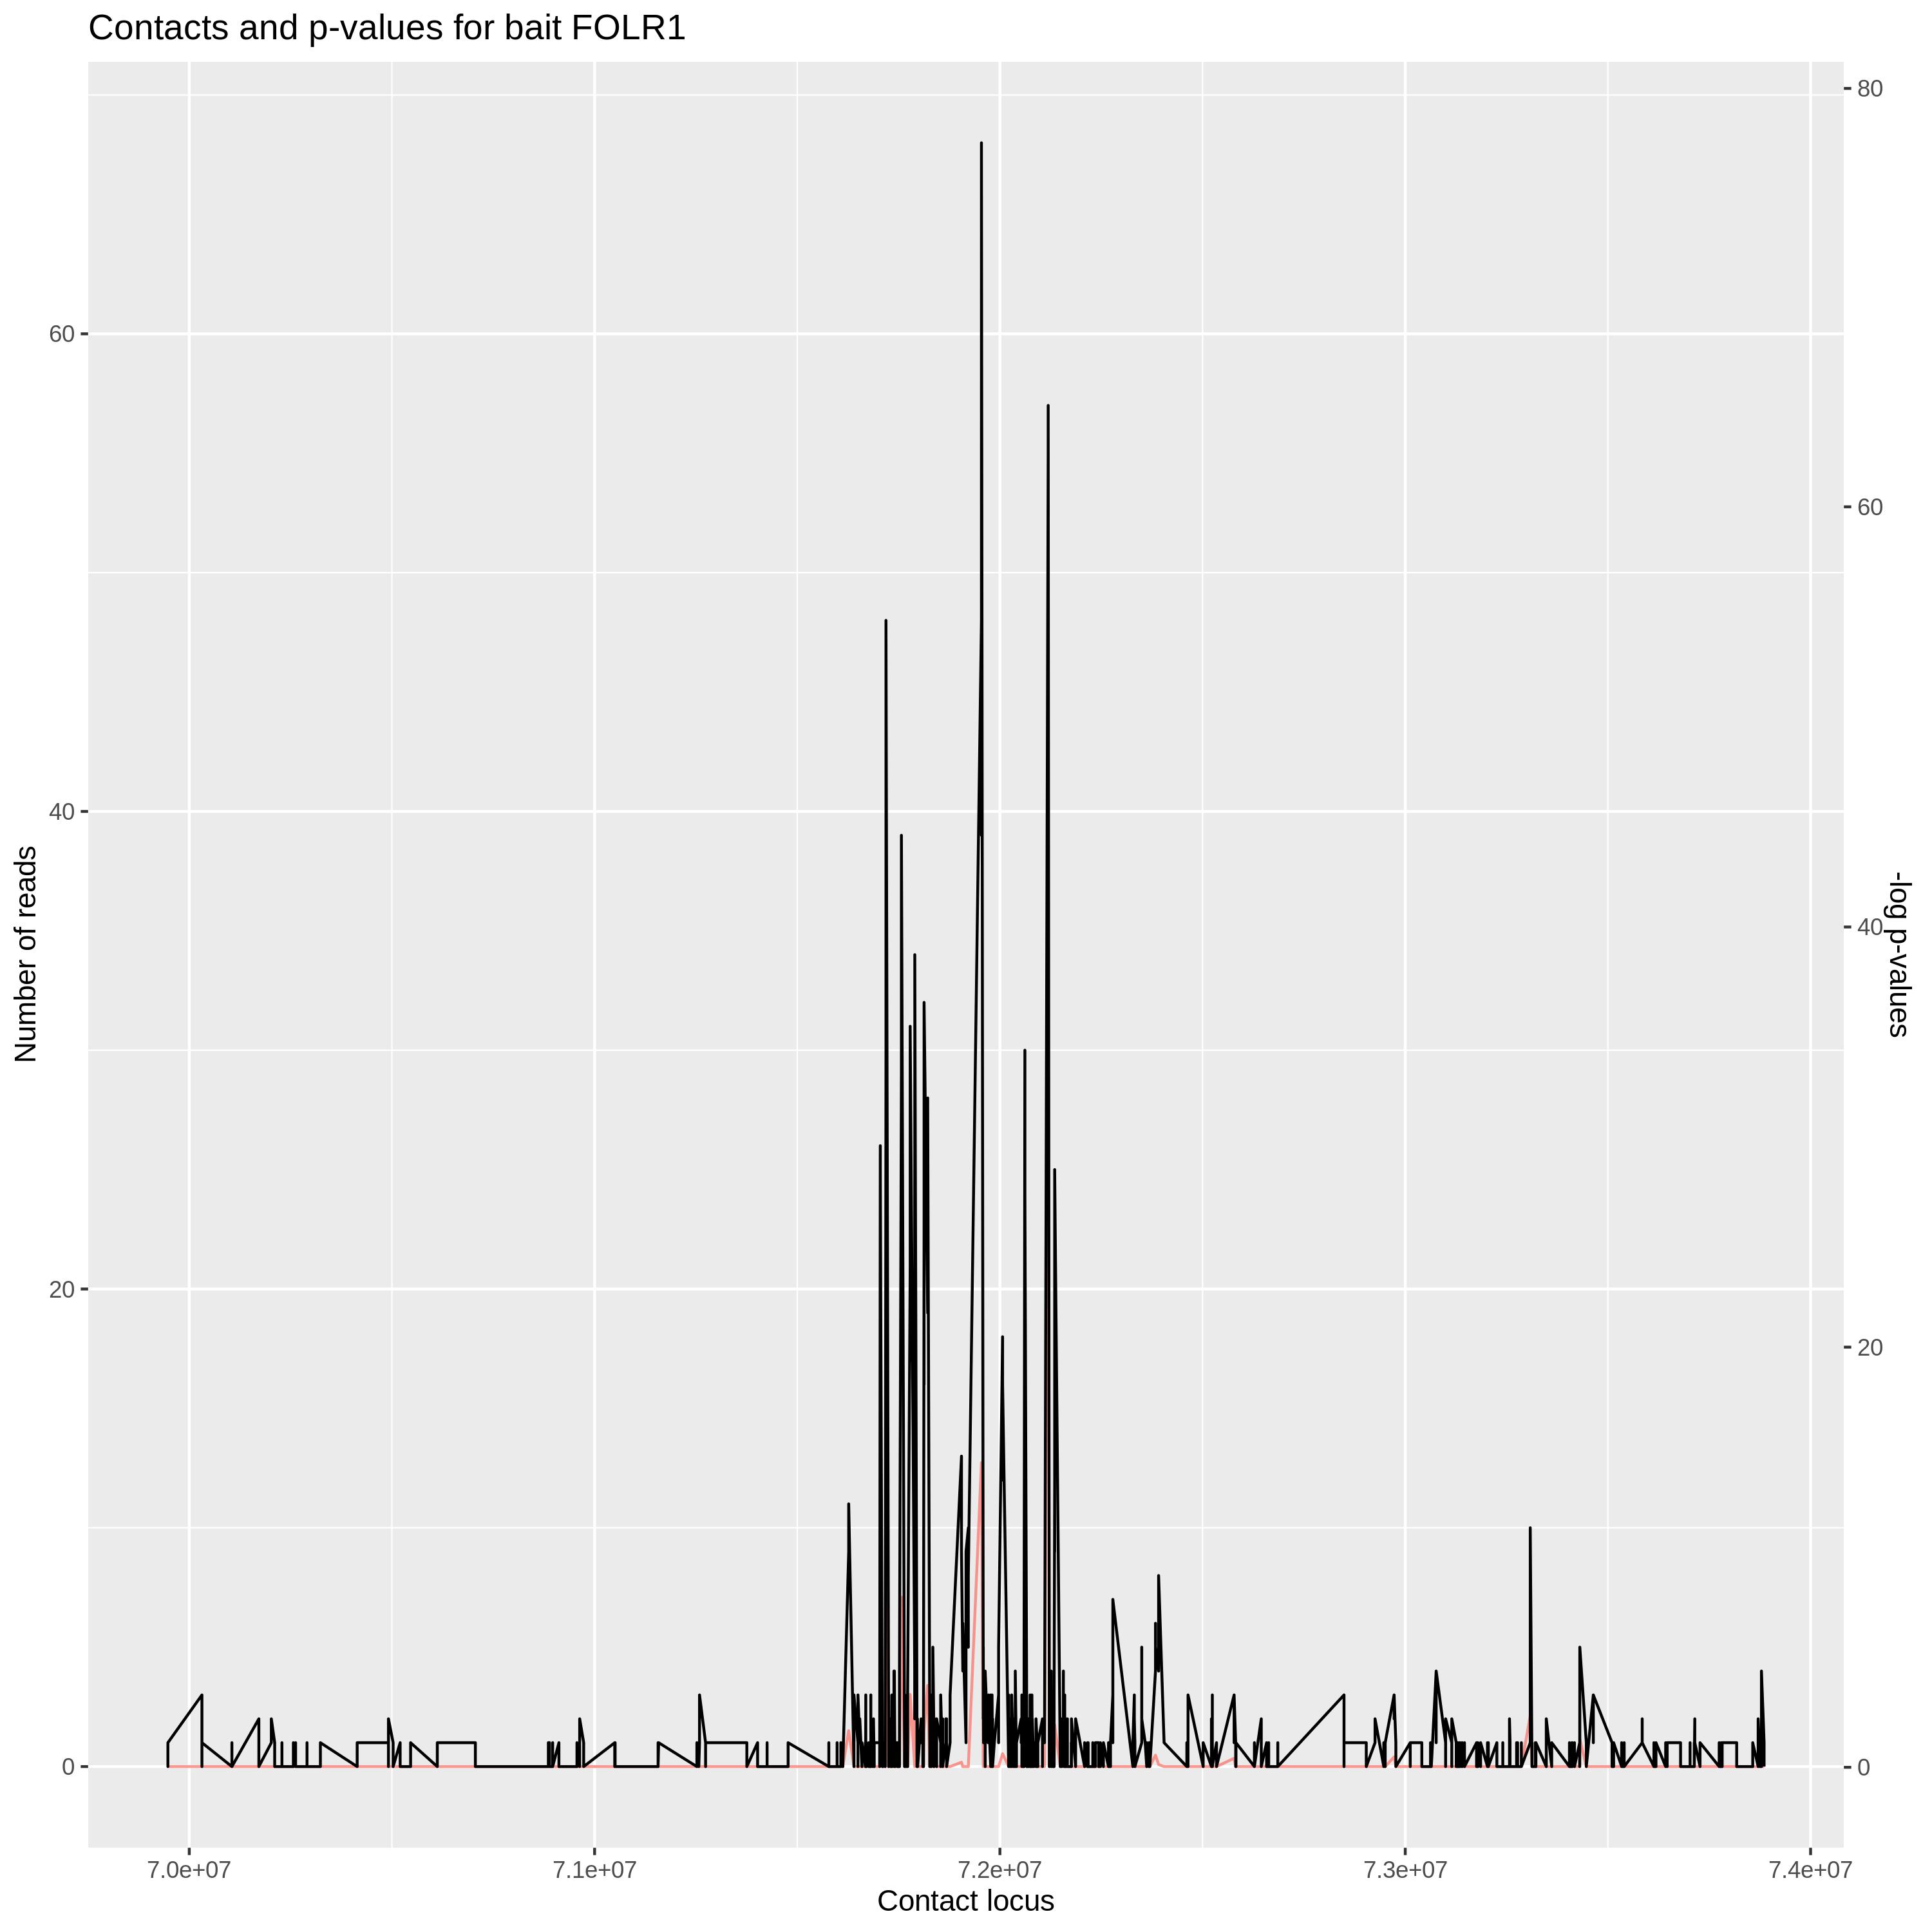 Contacts and p-values for bait FOLR1
80
60
60
40
Number of reads
40
-log p-values
20
20
0
0
7.0e+07 7.1e+07 7.2e+07 7.3e+07 7.4e+07
Contact locus